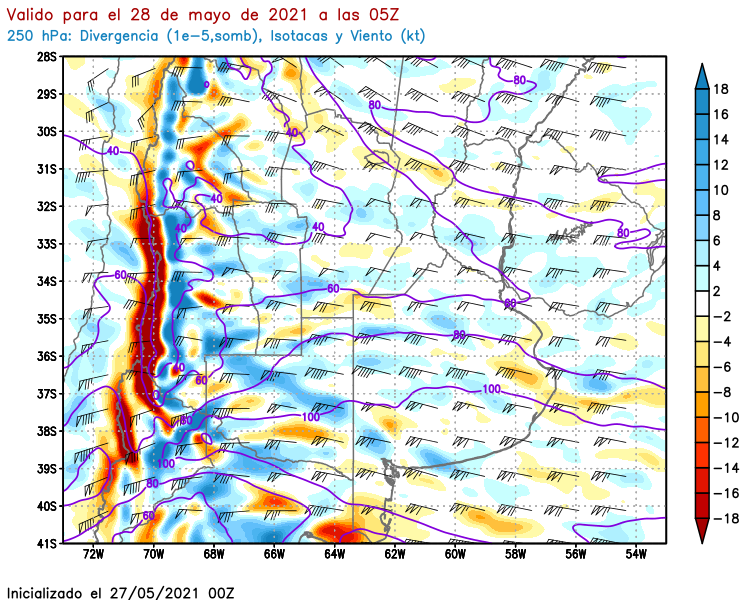 Valido para el 28 de mayo de 2021 a las 05Z
250 hPa: Divergencia (1e−5,somb), Isotacas y Viento (kt)
28S
29S
30S
31S
32S
33S
34S
35S
36S
37S
38S
39S
40S
41S
72W 70W 68W 66W 64W 62W 60W 58W 56W 54W
18
16
14
12
10
8
6
4
2
−2
−4
−6
−8
−10
−12
−14
−16
−18
80
80
40
40
40
40
40
80
60
60
60
80
40
60
100
100
80
100
80
60
Inicializado el 27/05/2021 00Z